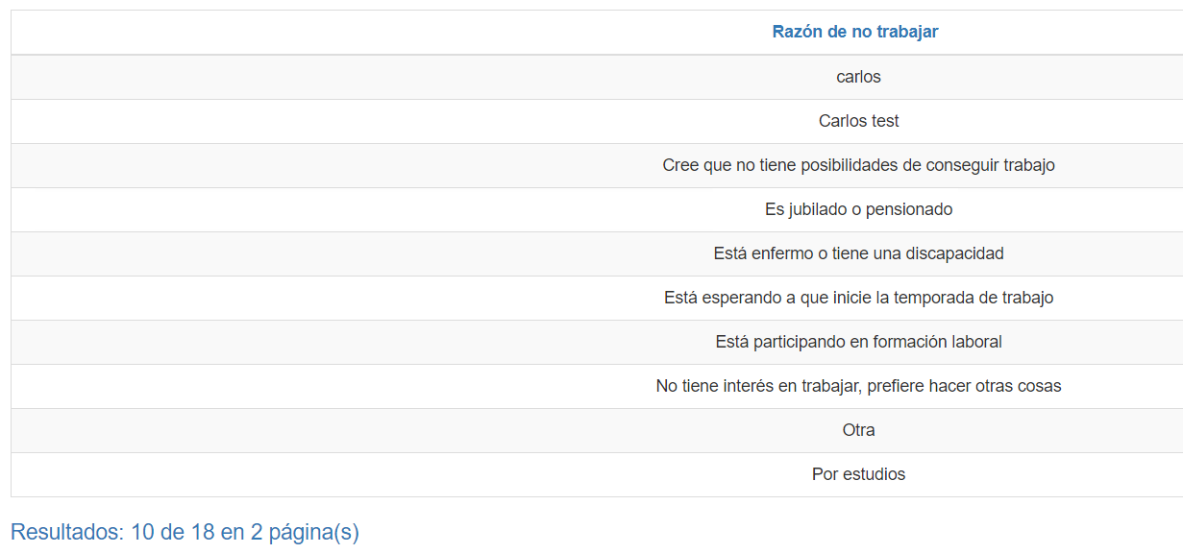 Razón de no trabajar
carlos
Carlos test
Cree que no tiene posibilidades de conseguir trabajo
Es jubilado o pensionado
Está enfermo o tiene una discapacidad
Está esperando a que inicie la temporada de trabajo
Está participando en formación laboral
No tiene interés en trabajar, prefiere hacer otras cosas
Otra
Por estudios
Resultados: 10 de 18 en 2 página(s)